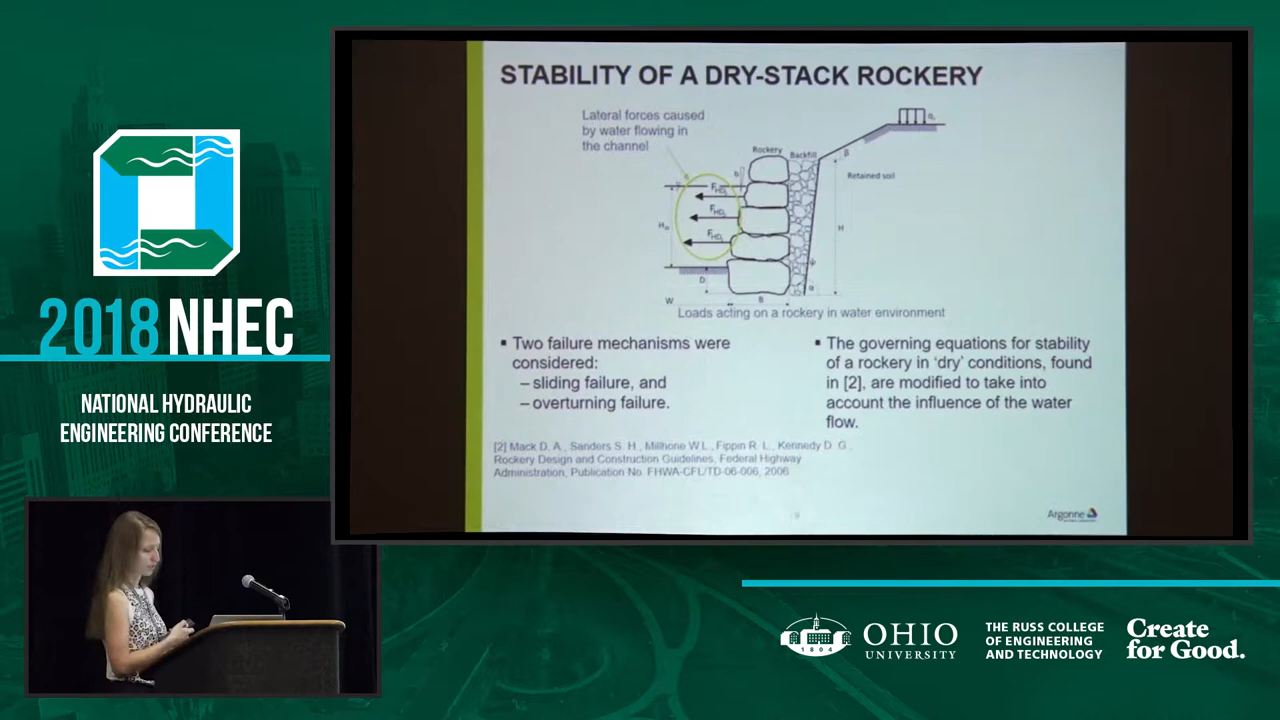 2018 NHEC
NATIONAL HYDRAULIC
ENGINEERING CONFERENCE
STABILITY OF A DRY-STACK ROCKERY
Lateral forces caused
by water flowing in
the channel
Rockery
Backfill
Retained soil
b
β
H
D
W
B
ψ
α
Loads acting on a rockery in water environment
▪ Two failure mechanisms were
considered:
– sliding failure, and
– overturning failure.
▪ The governing equations for stability
of a rockery in 'dry' conditions, found
in [2], are modified to take into
account the influence of the water
flow.
[2] Mack D. A., Sanders S. H., Millhone W.L., Fippin R. L., Kennedy D. G.,
Rockery Design and Construction Guidelines, Federal Highway
Administration, Publication No. FHWA-CFL/TD-06-006, 2006
9
Argonne
1804
OHIO
UNIVERSITY
THE RUSS COLLEGE
OF ENGINEERING
AND TECHNOLOGY
Create
for Good.